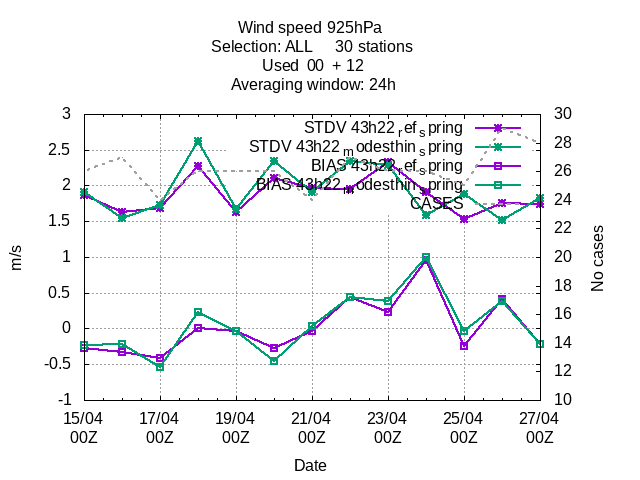 Wind speed 925hPa
Selection: ALL 30 stations
Used 00 + 12
Averaging window: 24h
3
2.5
2
1.5
1
0.5
0
-0.5
-1
m/s
30
28
26
24
22
20
18
16
14
12
10
No cases
STDV 43h22_ref_spring
STDV 43h22_modesthin_spring
BIAS 43h22_ref_spring
BIAS 43h22_modesthin_spring
CASES
15/04 17/04 19/04 21/04 23/04 25/04 27/04
00Z 00Z 00Z 00Z 00Z 00Z 00Z
Date